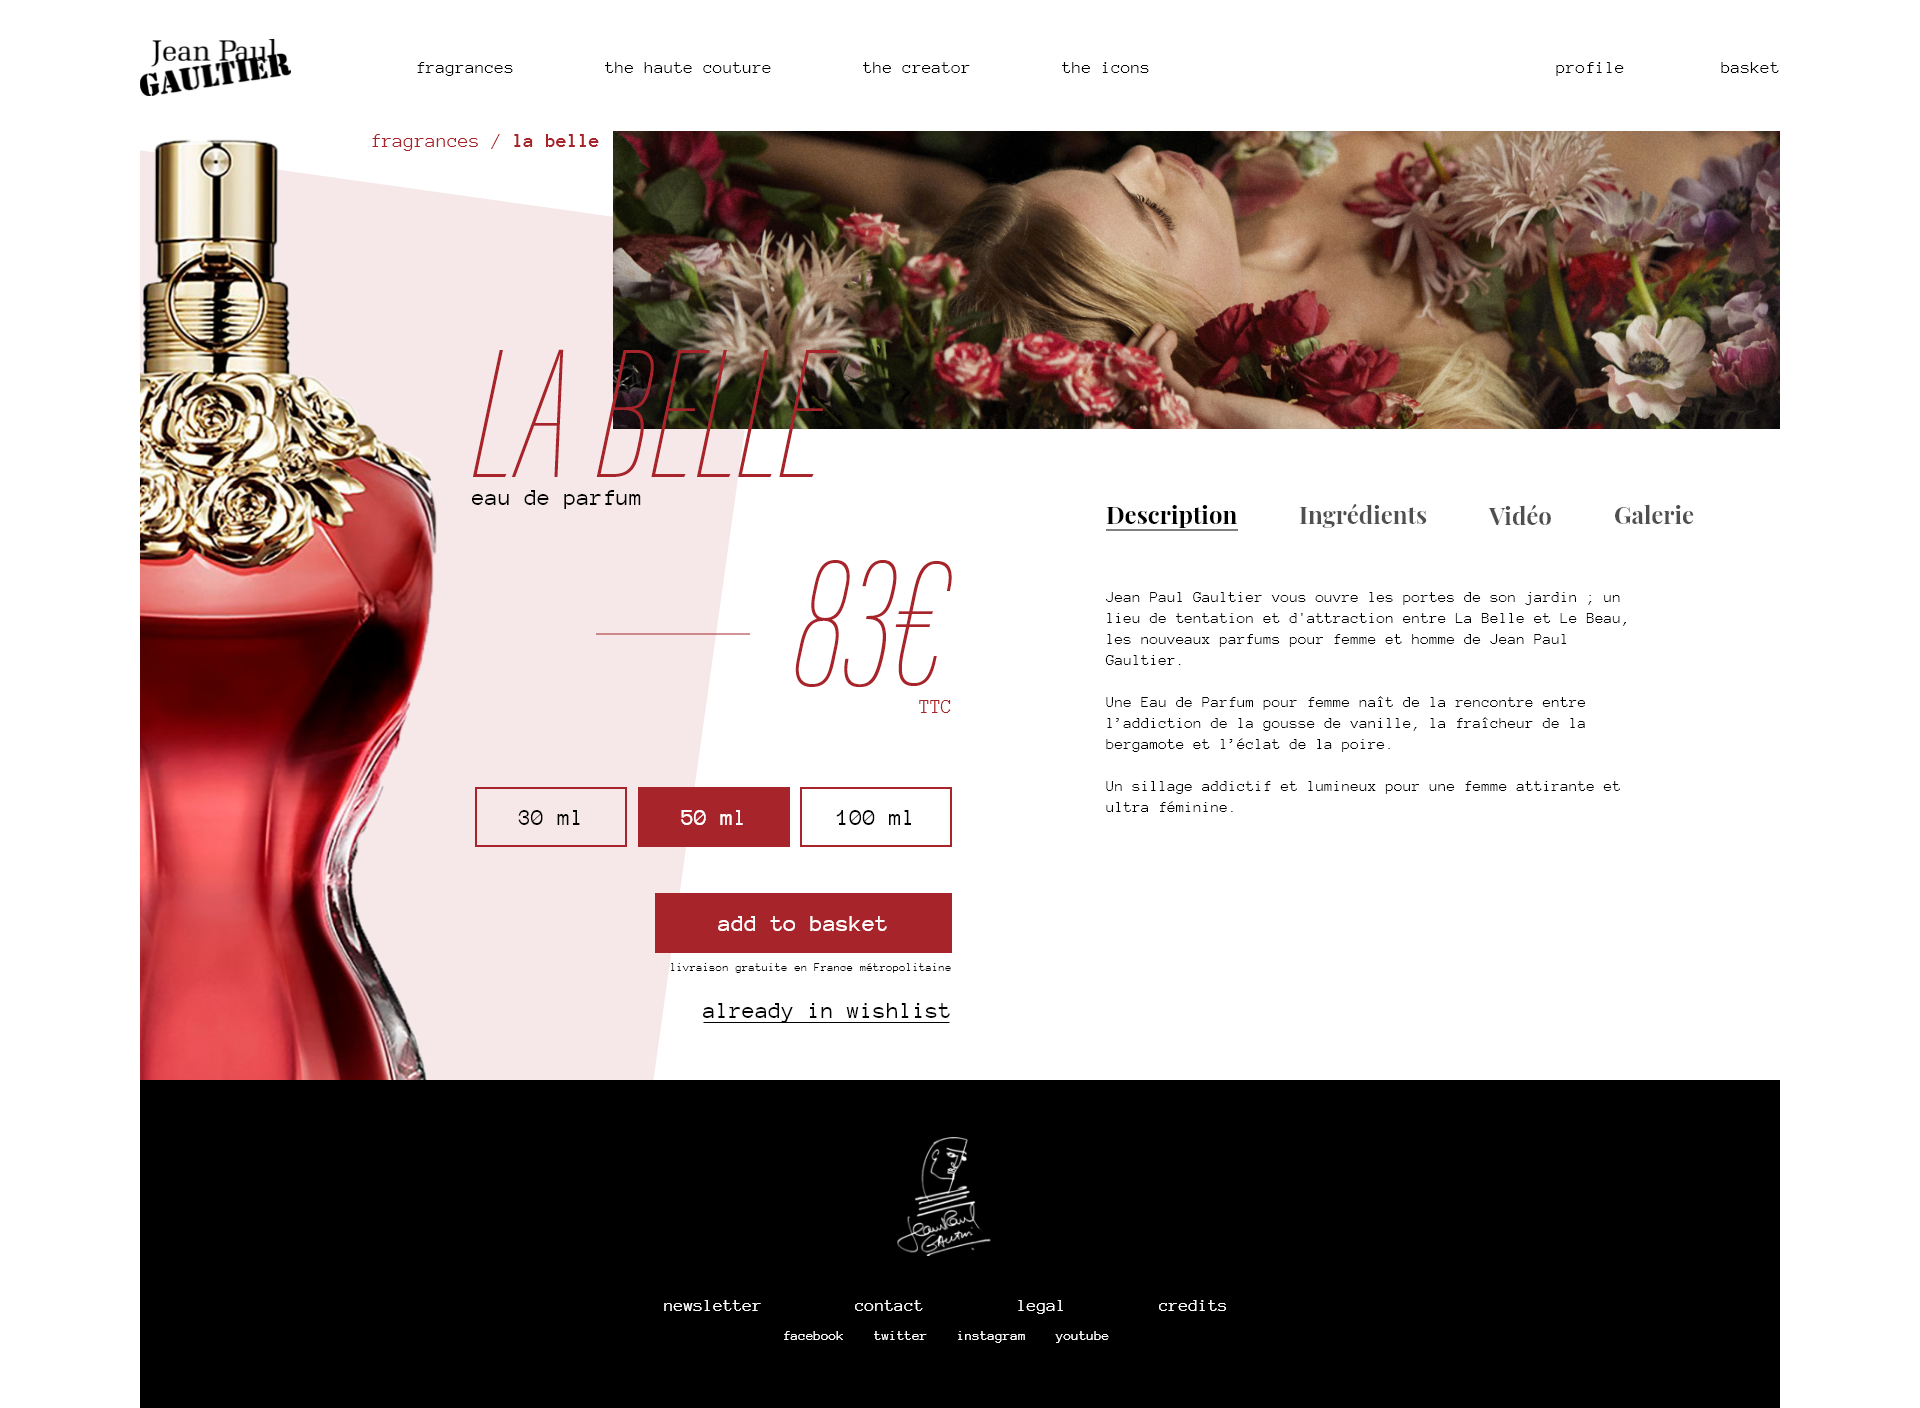 Jean Paul
GAULTIER
fragrances
the haute couture
the creator
the icons
profile
basket
fragrances / la belle
LA BELLE
eau de parfum
83€
TTC
30 ml
50 ml
100 ml
add to basket
livraison gratuite en France métropolitaine
already in wishlist
Description
Ingrédients
Vidéo
Galerie
Jean Paul Gaultier vous ouvre les portes de son jardin ; un
lieu de tentation et d'attraction entre La Belle et Le Beau,
les nouveaux parfums pour femme et homme de Jean Paul
Gaultier.
Une Eau de Parfum pour femme naît de la rencontre entre
l’addiction de la gousse de vanille, la fraîcheur de la
bergamote et l’éclat de la poire.
Un sillage addictif et lumineux pour une femme attirante et
ultra féminine.
Jean Paul
Gaultier
newsletter
contact
legal
credits
facebook
twitter
instagram
youtube